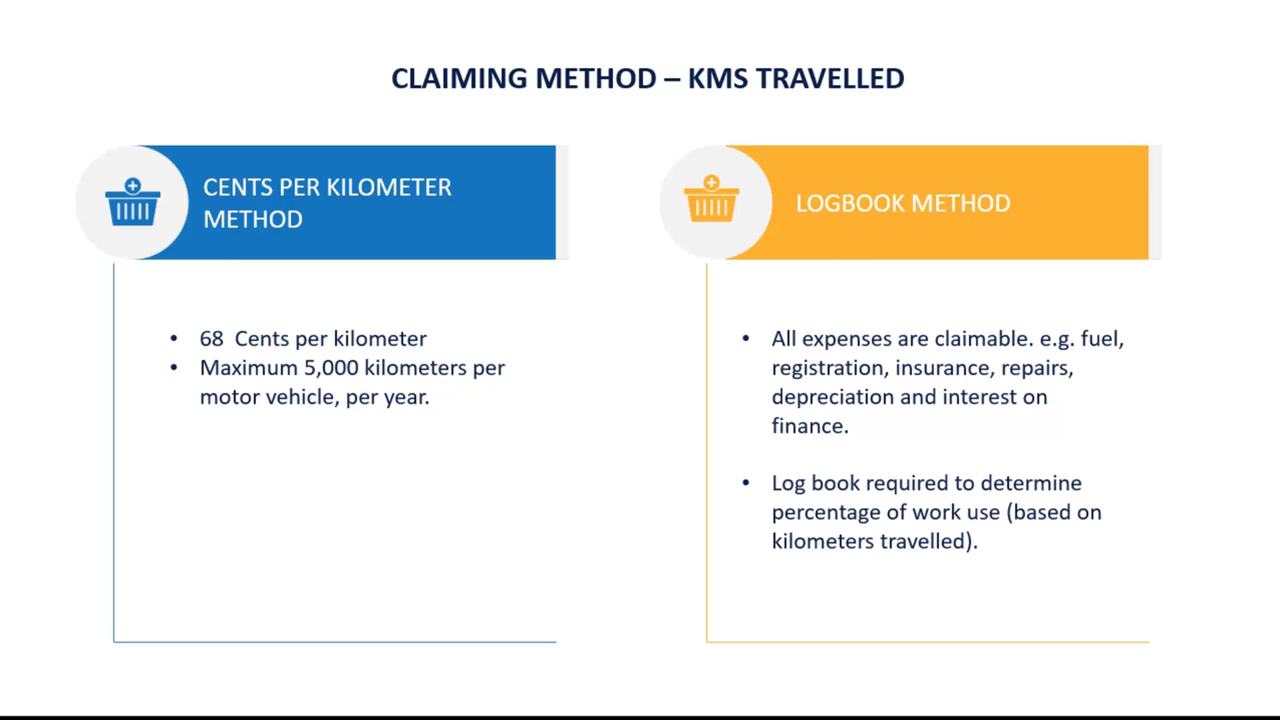 CLAIMING METHOD – KMS TRAVELLED
CENTS PER KILOMETER
METHOD
• 68 Cents per kilometer
• Maximum 5,000 kilometers per
motor vehicle, per year.
LOGBOOK METHOD
• All expenses are claimable. e.g. fuel,
registration, insurance, repairs,
depreciation and interest on
finance.
• Log book required to determine
percentage of work use (based on
kilometers travelled).